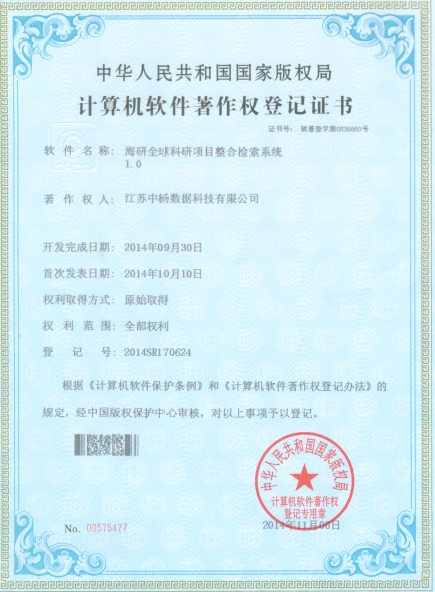 中华人民共和国国家版权局
计算机软件著作权登记证书
证书号： 软著登字第0839860号
软件名称： 海研全球科研项目整合检索系统
1.0
著作权人： 江苏中畅数据科技有限公司
开发完成日期： 2014年09月30日
首次发表日期： 2014年10月10日
权利取得方式： 原始取得
权利范围： 全部权利
登记号： 2014SR170624
根据《计算机软件保护条例》和《计算机软件著作权登记办法》的
规定，经中国版权保护中心审核，对以上事项予以登记。
中华人民共和国国家版权局
计算机软件著作权
登记专用章
No. 00575427
2014年11月06日